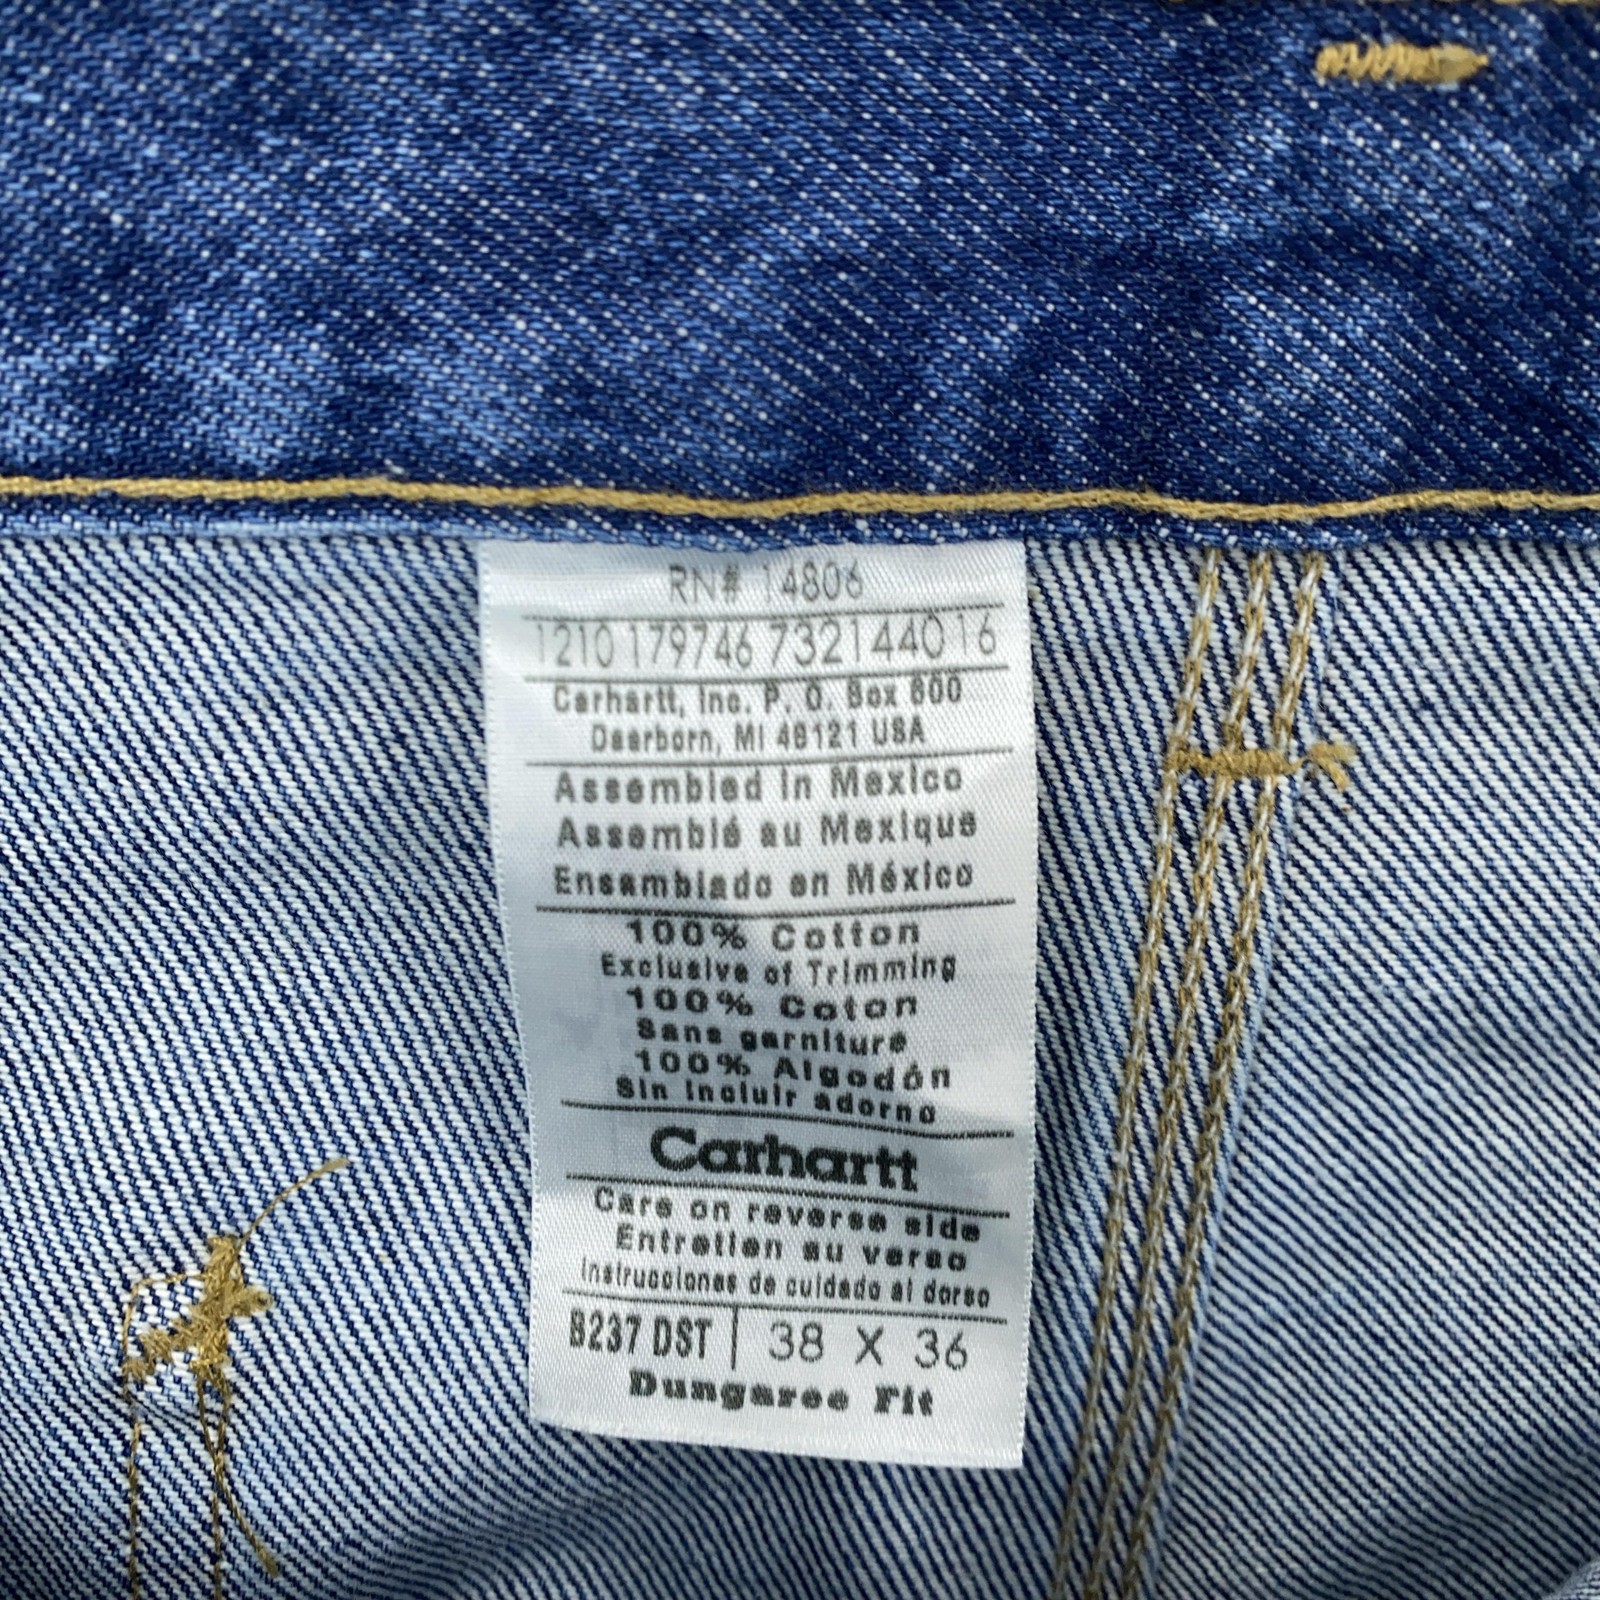 RN# 14806
1210 179746 7321440 16
Carhartt, Inc. P. O. Box 600
Dearborn, MI 48121 USA
Assembled in Mexico
Assemblé au Mexique
Ensamblado en México
100% Cotton
Exclusive of Trimming
100% Coton
Sans garniture
100% Algodón
Sin incluir adorno
Carhartt
Care on reverse side
Entretien au verso
Instrucciones de cuidado al dorso
B237 DST | 38 X 36
Dungaree Fit